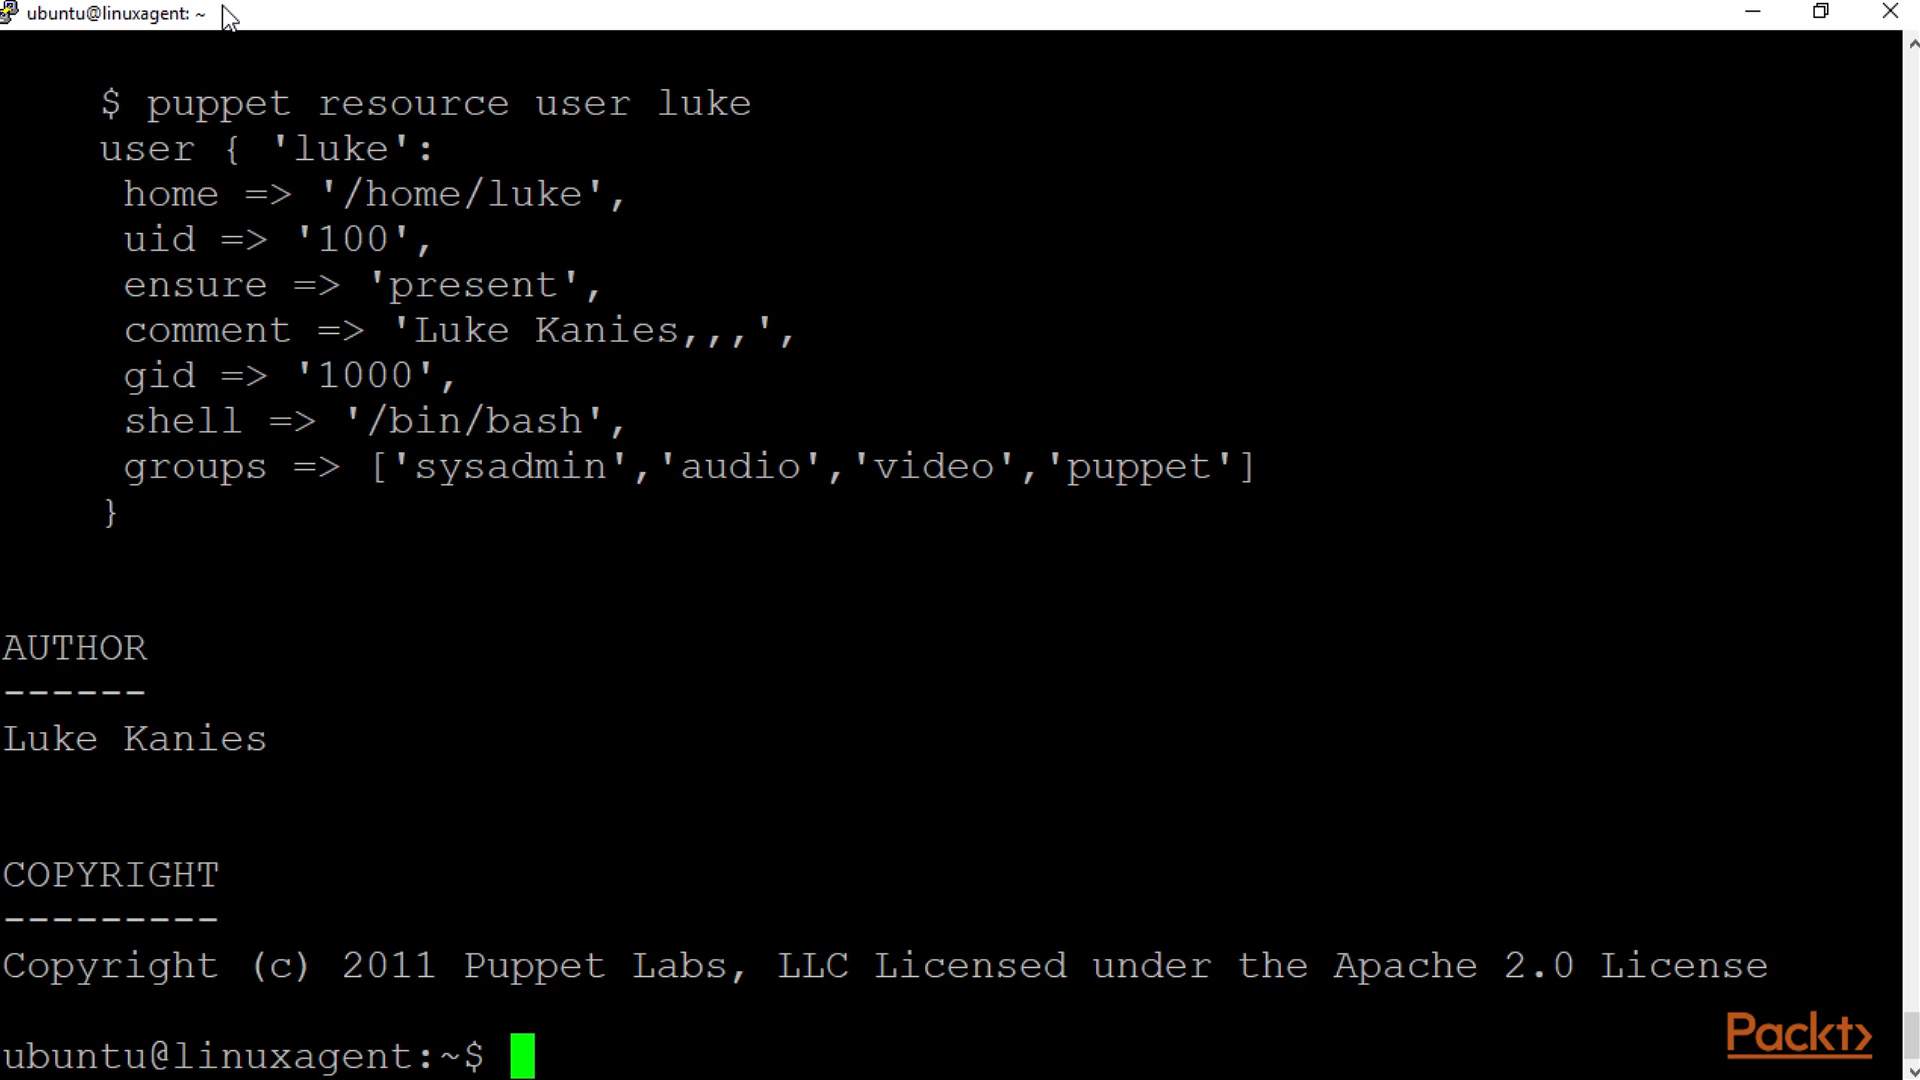 ubuntu@linuxagent: ~
$ puppet resource user luke
user { 'luke':
home => '/home/luke',
uid => '100',
ensure => 'present',
comment => 'Luke Kanies,,,',
gid => '1000',
shell => '/bin/bash',
groups => ['sysadmin','audio','video','puppet']
}
AUTHOR
------
Luke Kanies
COPYRIGHT
---------
Copyright (c) 2011 Puppet Labs, LLC Licensed under the Apache 2.0 License
ubuntu@linuxagent:~$
Packt>